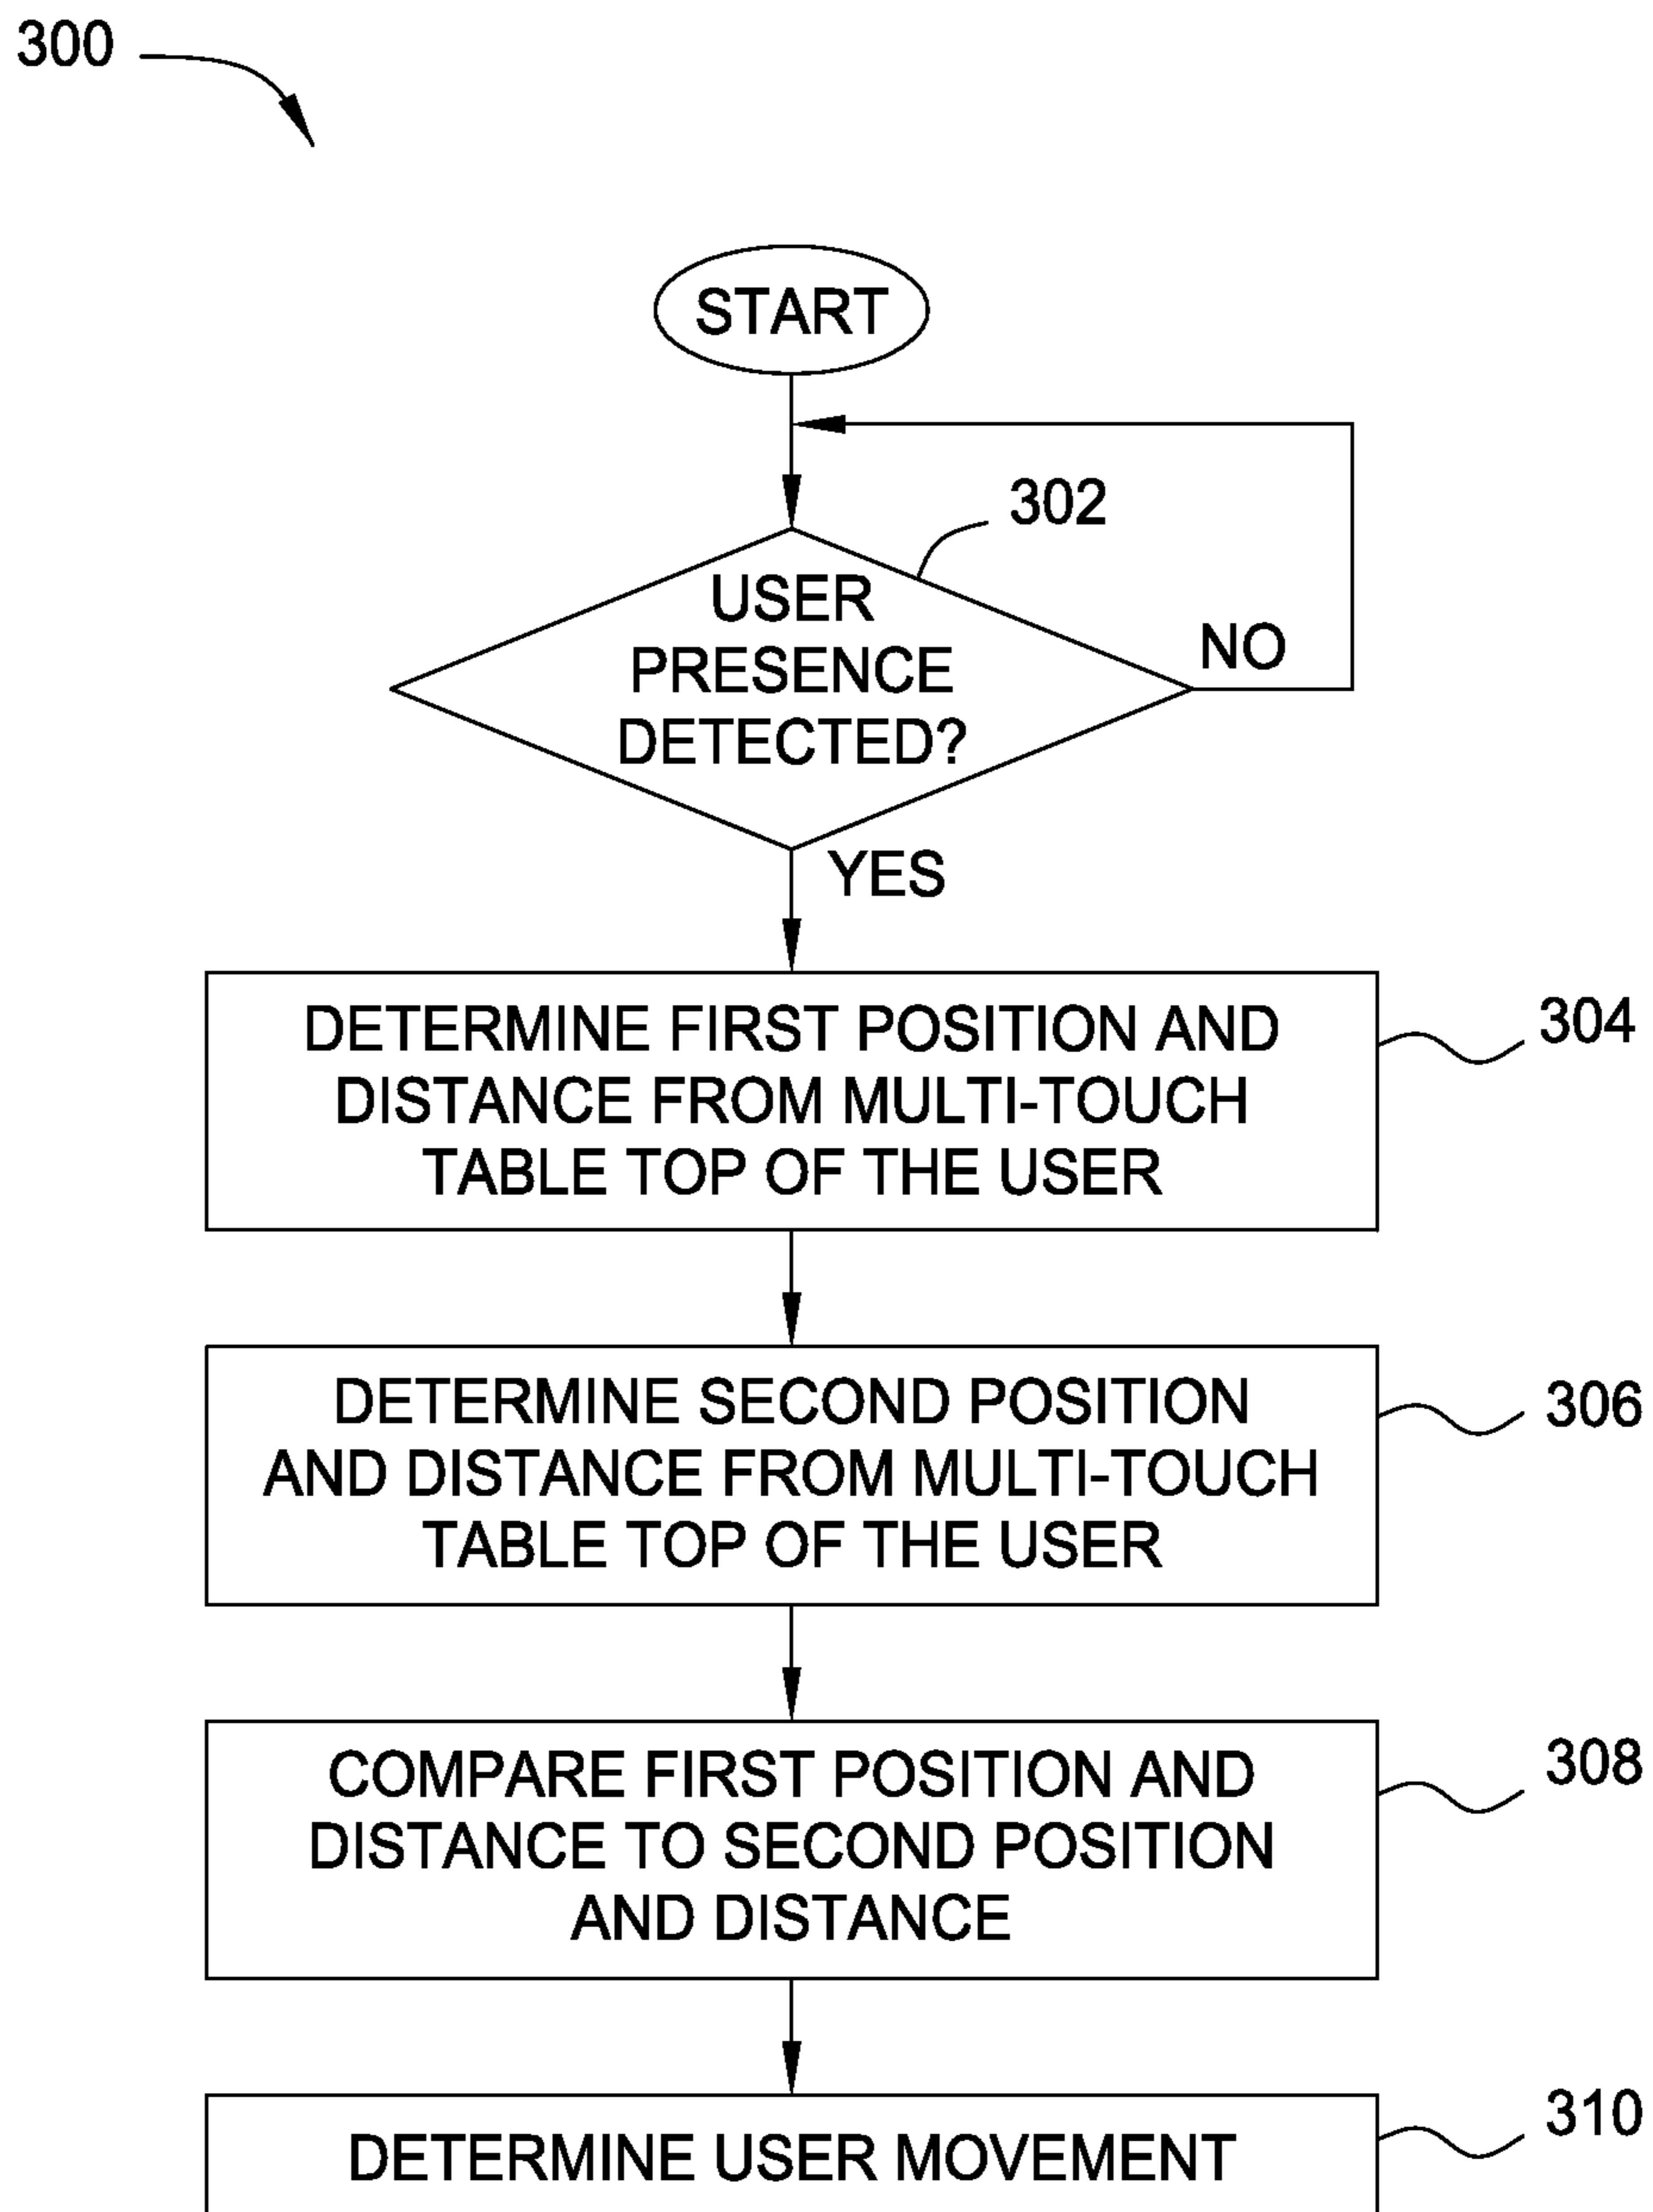 300
START
302
USER
PRESENCE
DETECTED?
NO
YES
DETERMINE FIRST POSITION AND
DISTANCE FROM MULTI-TOUCH
TABLE TOP OF THE USER
304
DETERMINE SECOND POSITION
AND DISTANCE FROM MULTI-TOUCH
TABLE TOP OF THE USER
306
COMPARE FIRST POSITION AND
DISTANCE TO SECOND POSITION
AND DISTANCE
308
DETERMINE USER MOVEMENT
310